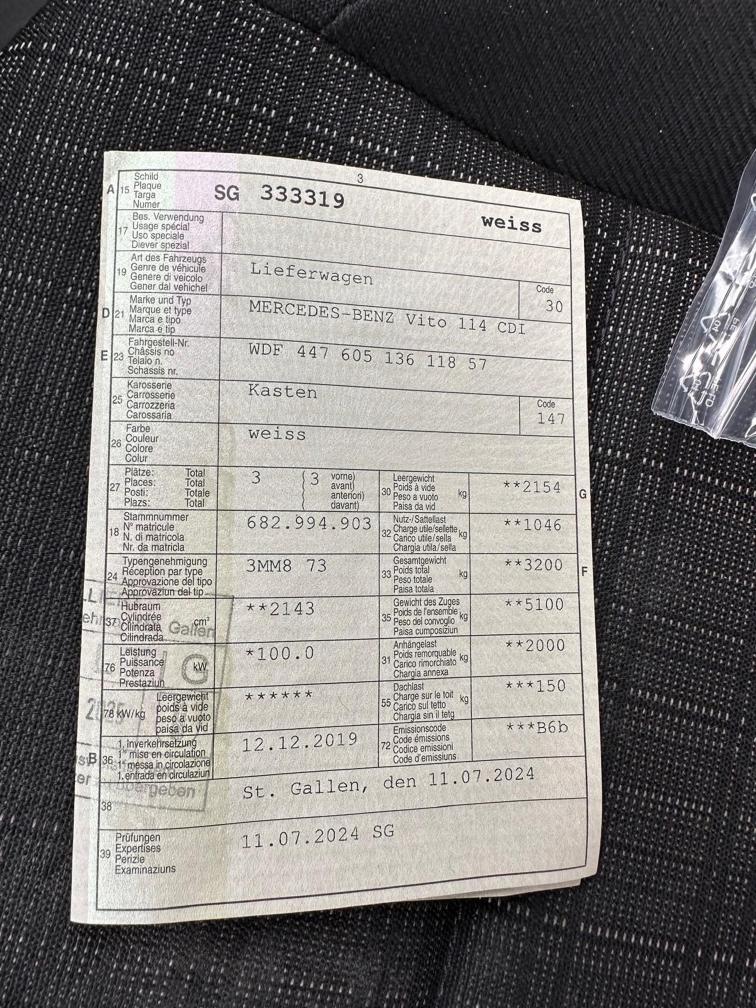 3
A 15 Schild
Plaque
Targa
Numer
SG 333319
weiss
17 Bes. Verwendung
Usage spécial
Uso speciale
Diever spezial
19 Art des Fahrzeugs
Genre de véhicule
Genere di veicolo
Gener dal vehichel
Lieferwagen
Code
30
D 21 Marke und Typ
Marque et type
Marca e tipo
Marca e tip
MERCEDES-BENZ Vito 114 CDI
E 23 Fahrgestell-Nr.
Châssis no
Telaio n.
Schassis nr.
WDF 447 605 136 118 57
25 Karosserie
Carrosserie
Carrozzeria
Carossaria
Kasten
Code
147
26 Farbe
Couleur
Colore
Colur
weiss
27 Plätze: Total
Places: Total
Posti: Totale
Plazs: Total
3
(3 vorne)
avant)
anteriori)
davant)
30 Leergewicht
Poids à vide
Peso a vuoto kg
Paisa da vid
**2154
G
18 Stammnummer
N° matricule
N. di matricola
Nr. da matricla
682.994.903
32 Nutz-/Sattellast
Charge utile/sellette
Carico utile/sella kg
Chargia utila/sella
**1046
24 Typengenehmigung
Réception par type
Approvazione del tipo
Approvaziun dal tip
3MM8 73
33 Gesamtgewicht
Poids total
Peso totale kg
Paisa totala
**3200
F
37 Hubraum
Cylindrée
Cilindrata cm³
Cilindrada
**2143
35 Gewicht des Zuges
Poids de l'ensemble
Peso del convoglio kg
Paisa cumposiziun
**5100
76 Leistung
Puissance
Potenza kW
Prestaziun
*100.0
31 Anhängelast
Poids remorquable
Carico rimorchiato kg
Chargia annexa
**2000
78 kW/kg Leergewicht
poids à vide
peso a vuoto
paisa da vid
******
55 Dachlast
Charge sur le toit
Carico sul tetto kg
Chargia sin il tetg
***150
B 36 1. Inverkehrsetzung
1re mise en circulation
1a messa in circolazione
1. entrada en circulaziun
12.12.2019
72 Emissionscode
Code émissions
Codice emissioni
Code d'emissiuns
***B6b
38
St. Gallen, den 11.07.2024
39 Prüfungen
Expertises
Perizie
Examinaziuns
11.07.2024 SG
Gallen
G